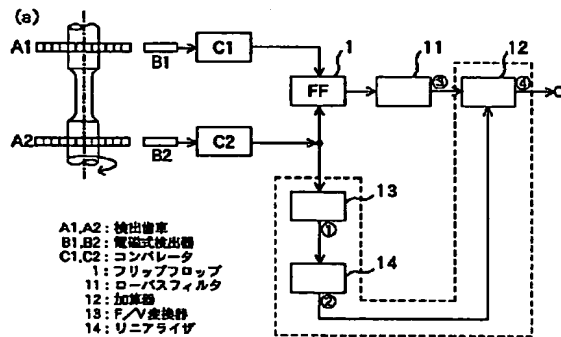 (a)
A1
B1
C1
1
11
12
FF
③
④
A2
B2
C2
13
①
14
②
A1,A2：検出歯車
B1,B2：電磁式検出器
C1,C2：コンパレータ
1：フリップフロップ
11：ローパスフィルタ
12：加算器
13：F／V変換器
14：リニアライザ